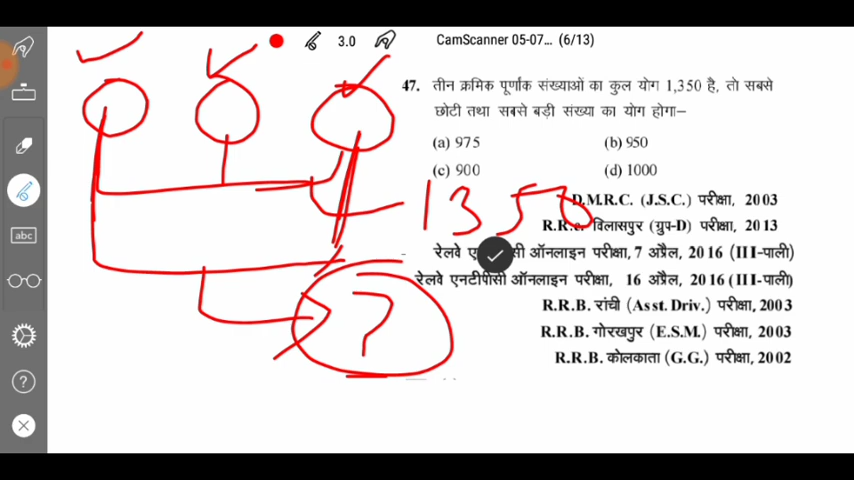 3.0 CamScanner 05-07... (6/13)
47. तीन क्रमिक पूर्णांक संख्याओं का कुल योग 1,350 है, तो सबसे
छोटी तथा सबसे बड़ी संख्या का योग होगा–
(a) 975 (b) 950
(c) 900 (d) 1000
1350
D.M.R.C. (J.S.C.) परीक्षा, 2003
बिलासपुर (ग्रुप-D) परीक्षा, 2013
रेलवे ऑनलाइन परीक्षा, 7 अप्रैल, 2016 (III-पाली)
रेलवे एनटीपीसी ऑनलाइन परीक्षा, 16 अप्रैल, 2016 (III-पाली)
?
R.R.B. रांची (Asst. Driv.) परीक्षा, 2003
R.R.B. गोरखपुर (E.S.M.) परीक्षा, 2003
R.R.B. कोलकाता (G.G.) परीक्षा, 2002
abc
?